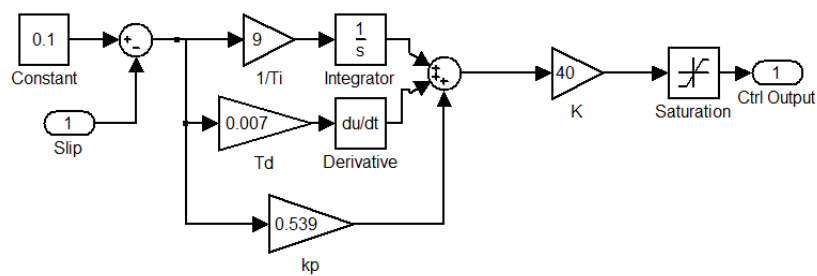 0.1
Constant
+
-
1
Slip
9
1/Ti
1
s
Integrator
0.007
Td
du/dt
Derivative
0.539
kp
+
+
+
40
K
Saturation
1
Ctrl Output